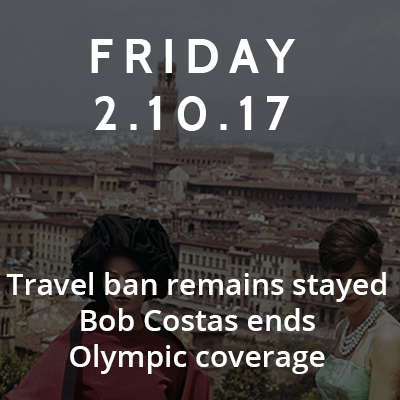 FRIDAY
2.10.17
Travel ban remains stayed
Bob Costas ends
Olympic coverage